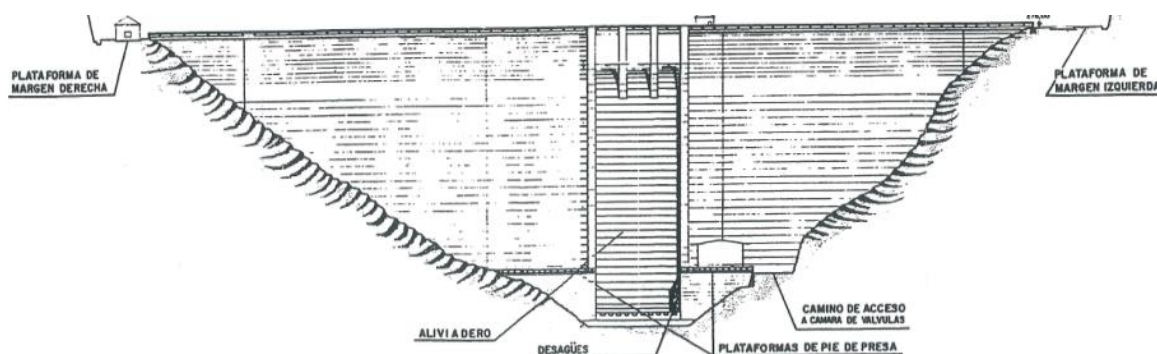 PLATAFORMA DE
MARGEN DERECHA
PLATAFORMA DE
MARGEN IZQUIERDA
ALIVIADERO
DESAGÜES
PLATAFORMAS DE PIE DE PRESA
CAMINO DE ACCESO
A CAMARA DE VALVULAS